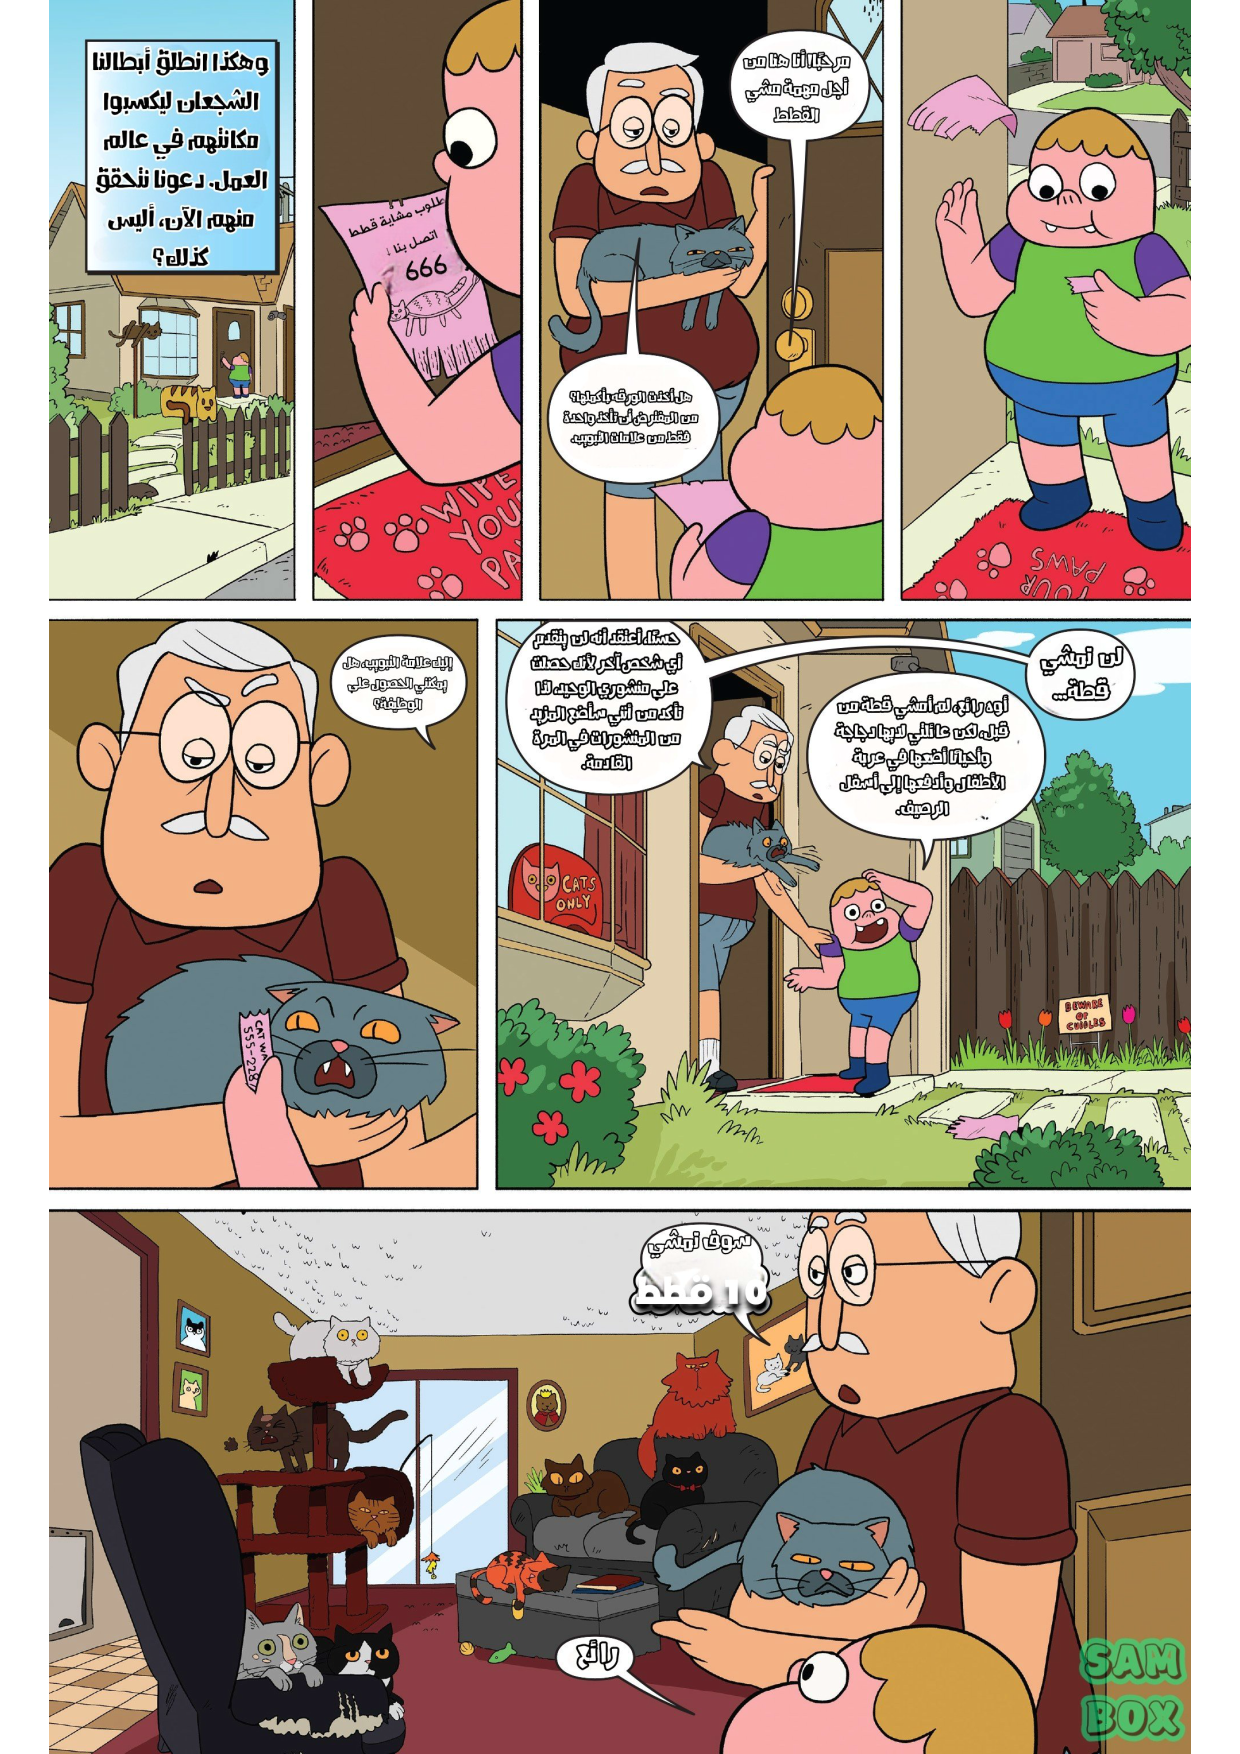 وهكذا انطلق أبطالنا
الشجعان ليكسبوا
مكانتهم في عالم
العمل. دعونا نتحقق
منهم الآن، أليس
كذلك؟
طلوب مشاية قطط
اتصل بنا ↓
666
WIPE
YOUR
PA
مرحبًا! أنا هنا من
أجل مهمة مشي
القطط
هل أخذت الورقه بأكملها؟
من المفترض أن تأخذ واحدة
فقط من علامات التبويب.
YOUR
PAWS
إليك علامة التبويب، هل
يمكنني الحصول على
الوظيفة؟
CAT WA
555-2287
لن تمشي
قطة...
حسنًا، أعتقد أنه لن يتقدم
أي شخص آخر لأنك حصلت
على منشوري الوحيد، لذا
تأكد من أنني سأضع المزيد
من المنشورات في المرة
القادمة.
أوه رائع، لم أمشي قطة من
قبل، لكن عائلتي لديها دجاجة
وأحيانًا أضعها في عربة
الأطفال وأدفعها إلى أسفل
الرصيف.
CATS
ONLY
BEWARE
OF
CUDDLES
سوف تمشي
10 قطط
رائع
SAM
BOX